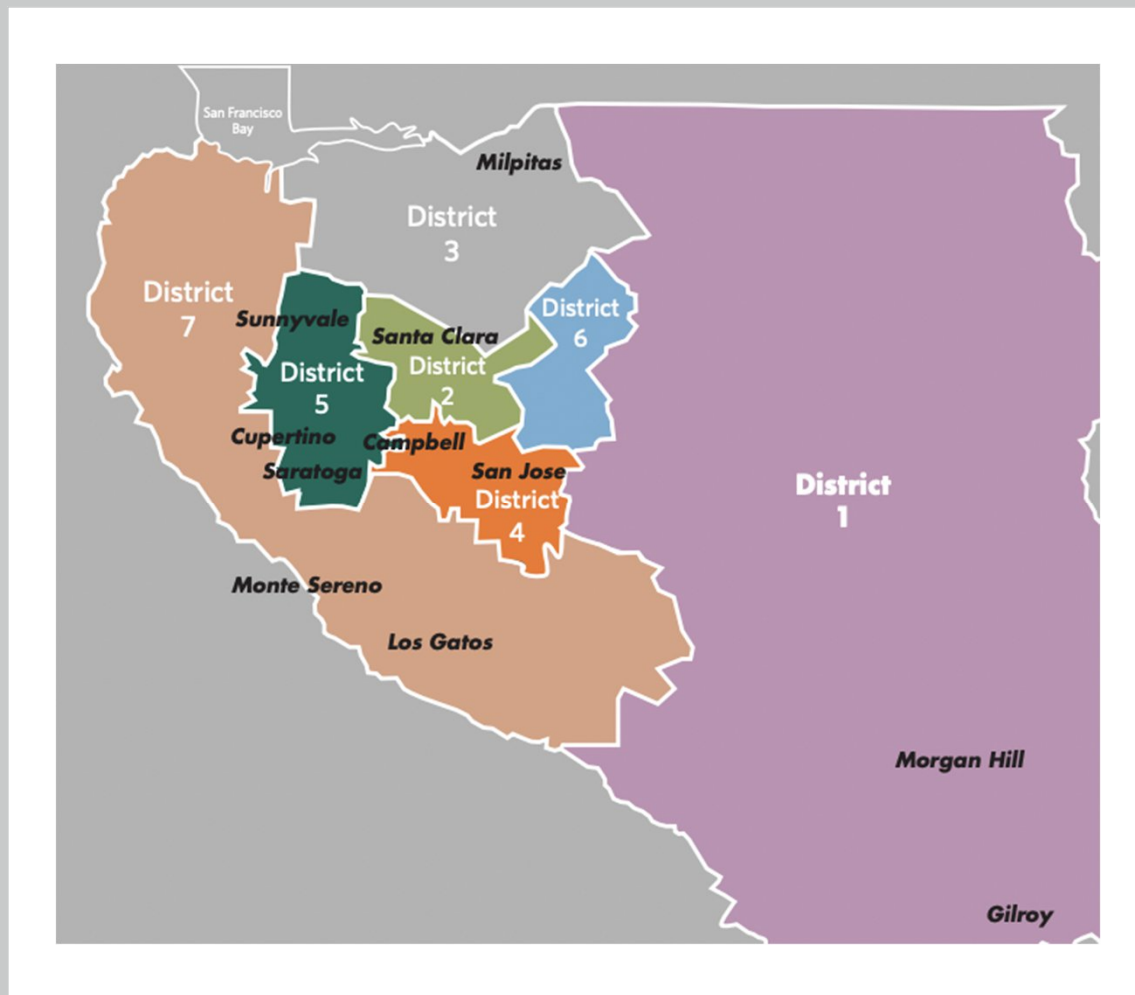 San Francisco
Bay
Milpitas
District
3
District
7
District
6
Sunnyvale
Santa Clara
District
2
District
5
Cupertino
Campbell
Saratoga
San Jose
District
4
District
1
Monte Sereno
Los Gatos
Morgan Hill
Gilroy